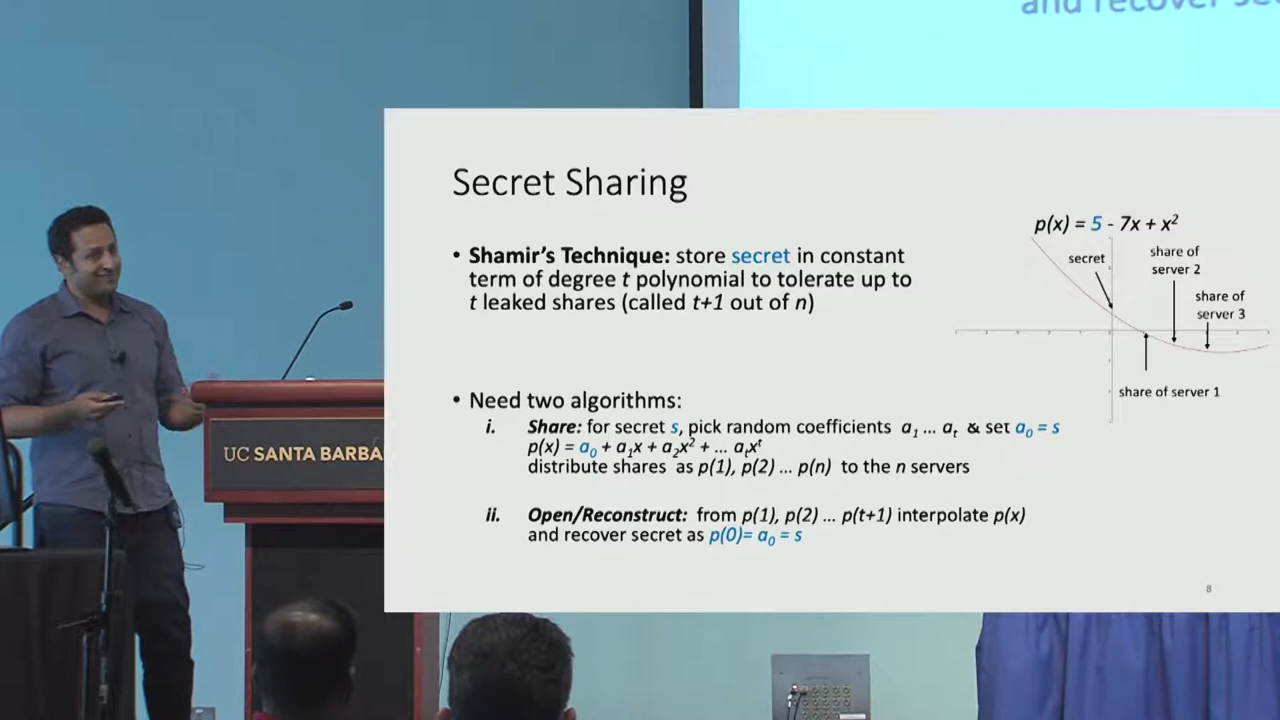 and recover
Secret Sharing
p(x) = 5 - 7x + x²
• Shamir's Technique: store secret in constant
term of degree t polynomial to tolerate up to
t leaked shares (called t+1 out of n)
secret
share of
server 2
share of
server 3
share of server 1
• Need two algorithms:
i. Share: for secret s, pick random coefficients a₁ ... aₜ & set a₀ = s
p(x) = a₀ + a₁x + a₂x² + ... aₜxᵗ
distribute shares as p(1), p(2) ... p(n) to the n servers
ii. Open/Reconstruct: from p(1), p(2) ... p(t+1) interpolate p(x)
and recover secret as p(0)= a₀ = s
8
UC SANTA BARBA